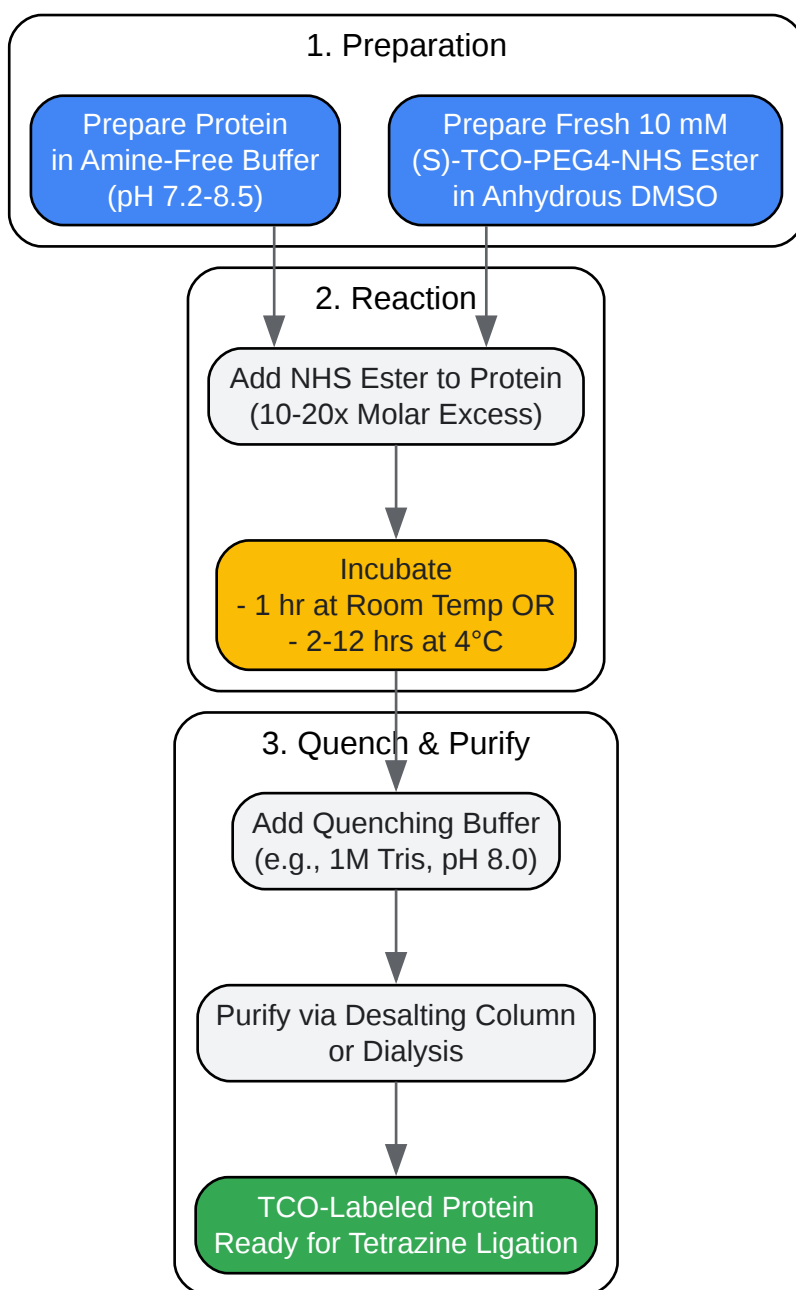 1. Preparation
Prepare Protein
in Amine-Free Buffer
(pH 7.2-8.5)
Prepare Fresh 10 mM
(S)-TCO-PEG4-NHS Ester
in Anhydrous DMSO
2. Reaction
Add NHS Ester to Protein
(10-20x Molar Excess)
Incubate
- 1 hr at Room Temp OR
- 2-12 hrs at 4°C
3. Quench & Purify
Add Quenching Buffer
(e.g., 1M Tris, pH 8.0)
Purify via Desalting Column
or Dialysis
TCO-Labeled Protein
Ready for Tetrazine Ligation